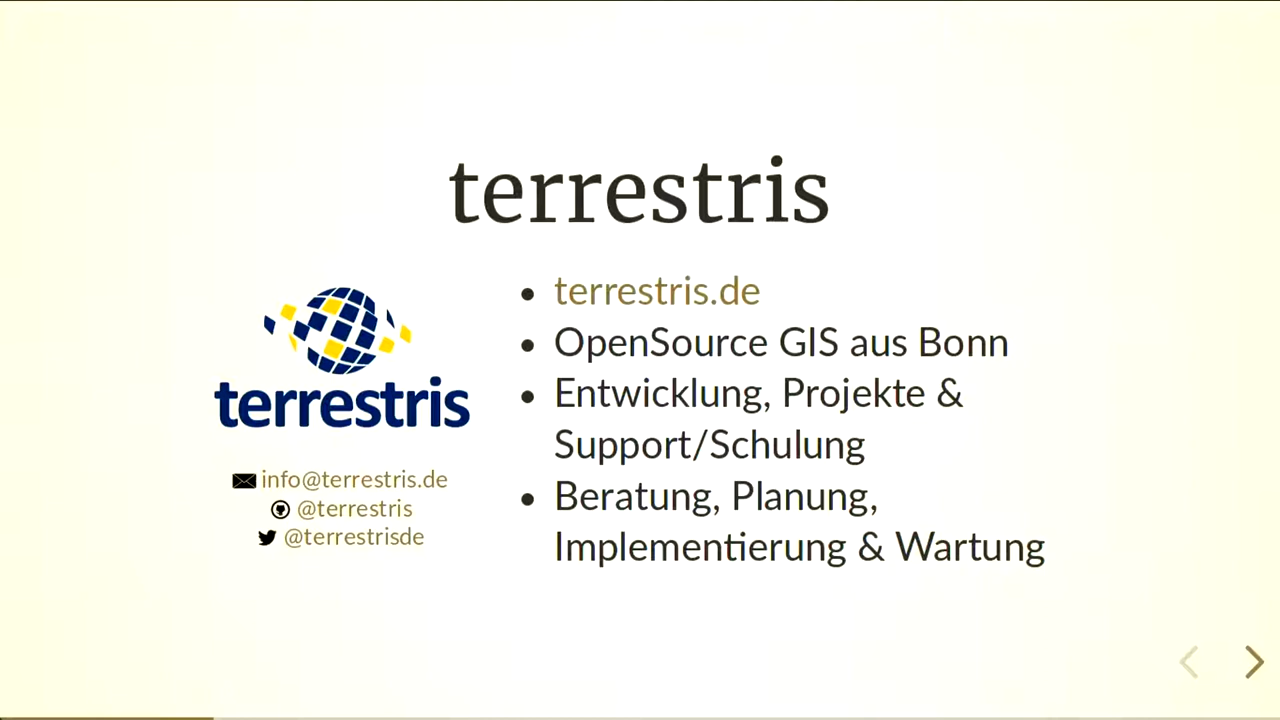 terrestris
terrestris
info@terrestris.de
@terrestris
@terrestrisde
terrestris.de
OpenSource GIS aus Bonn
Entwicklung, Projekte &
Support/Schulung
Beratung, Planung,
Implementierung & Wartung